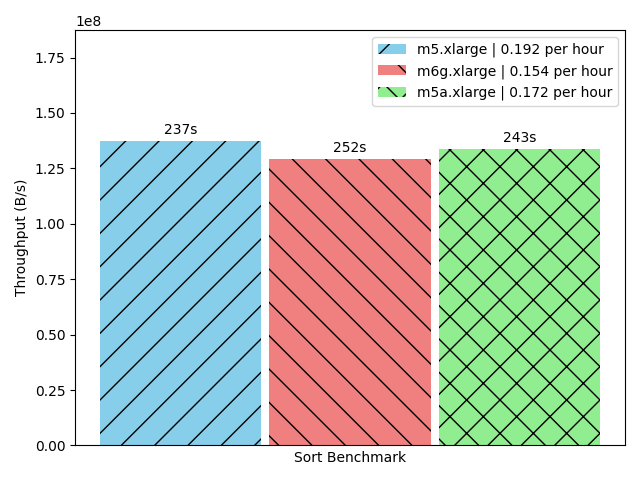 1e8
m5.xlarge | 0.192 per hour
m6g.xlarge | 0.154 per hour
m5a.xlarge | 0.172 per hour
1.75
1.50
1.25
1.00
0.75
0.50
0.25
0.00
Throughput (B/s)
237s
252s
243s
Sort Benchmark